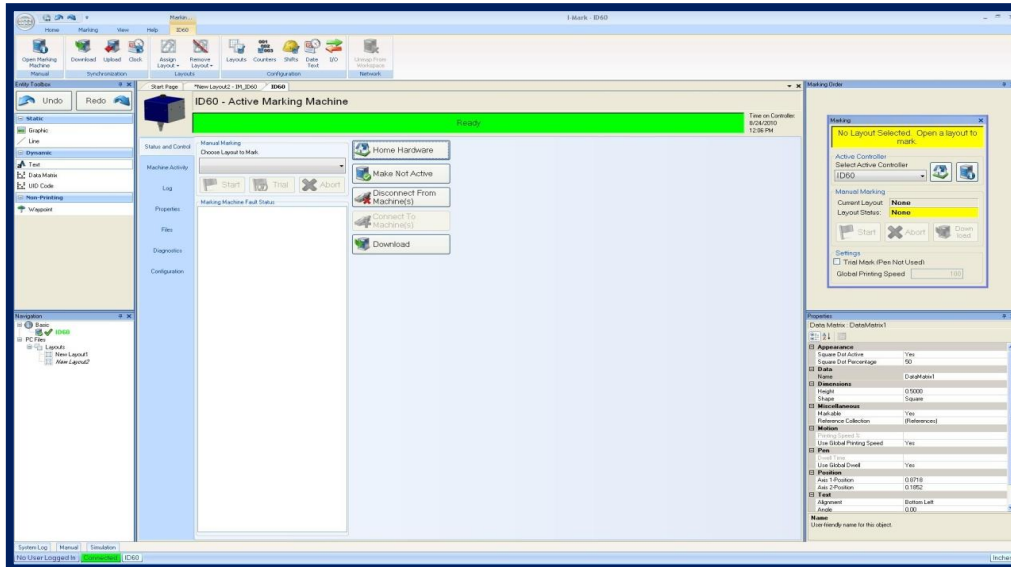 Markin...
I-Mark - ID60
Home Marking View Help ID60
Open Marking Machine
Download Upload Clock
Assign Layout Remove Layout
Layouts Counters Shifts Date Text I/O
Unmap From Workspace
Manual Synchronization Layouts Configuration Network
Entity Toolbox
Undo Redo
Static
Graphic
Line
Dynamic
Text
Data Matrix
UID Code
Non-Printing
Waypoint
Navigation
Basic
ID60
PC Files
Layouts
New Layout1
New Layout2
Start Page *New Layout2 - IM_ID60 ID60
ID60 - Active Marking Machine
Ready
Time on Controller:
8/24/2010
12:06 PM
Status and Control
Machine Activity
Log
Properties
Files
Diagnostics
Configuration
Manual Marking
Choose Layout to Mark.
Start Trial Abort
Marking Machine Fault Status
Home Hardware
Make Not Active
Disconnect From Machine(s)
Connect To Machine(s)
Download
Marking Order
Marking
No Layout Selected. Open a layout to mark.
Active Controller
Select Active Controller
ID60
Manual Marking
Current Layout: None
Layout Status: None
Start Abort Down load
Settings
Trial Mark (Pen Not Used)
Global Printing Speed 100
Properties
Data Matrix : DataMatrix1
Appearance
Square Dot Active Yes
Square Dot Percentage 50
Data
Name DataMatrix1
Dimensions
Height 0.5000
Shape Square
Miscellaneous
Markable Yes
Reference Collection (References)
Motion
Printing Speed %
Use Global Printing Speed Yes
Pen
Dwell Time
Use Global Dwell Yes
Position
Axis 1-Position 0.8718
Axis 2-Position 0.1852
Text
Alignment Bottom Left
Angle 0.00
Name
User-friendly name for this object.
System Log Manual Simulation
No User Logged In Connected ID60
Inches